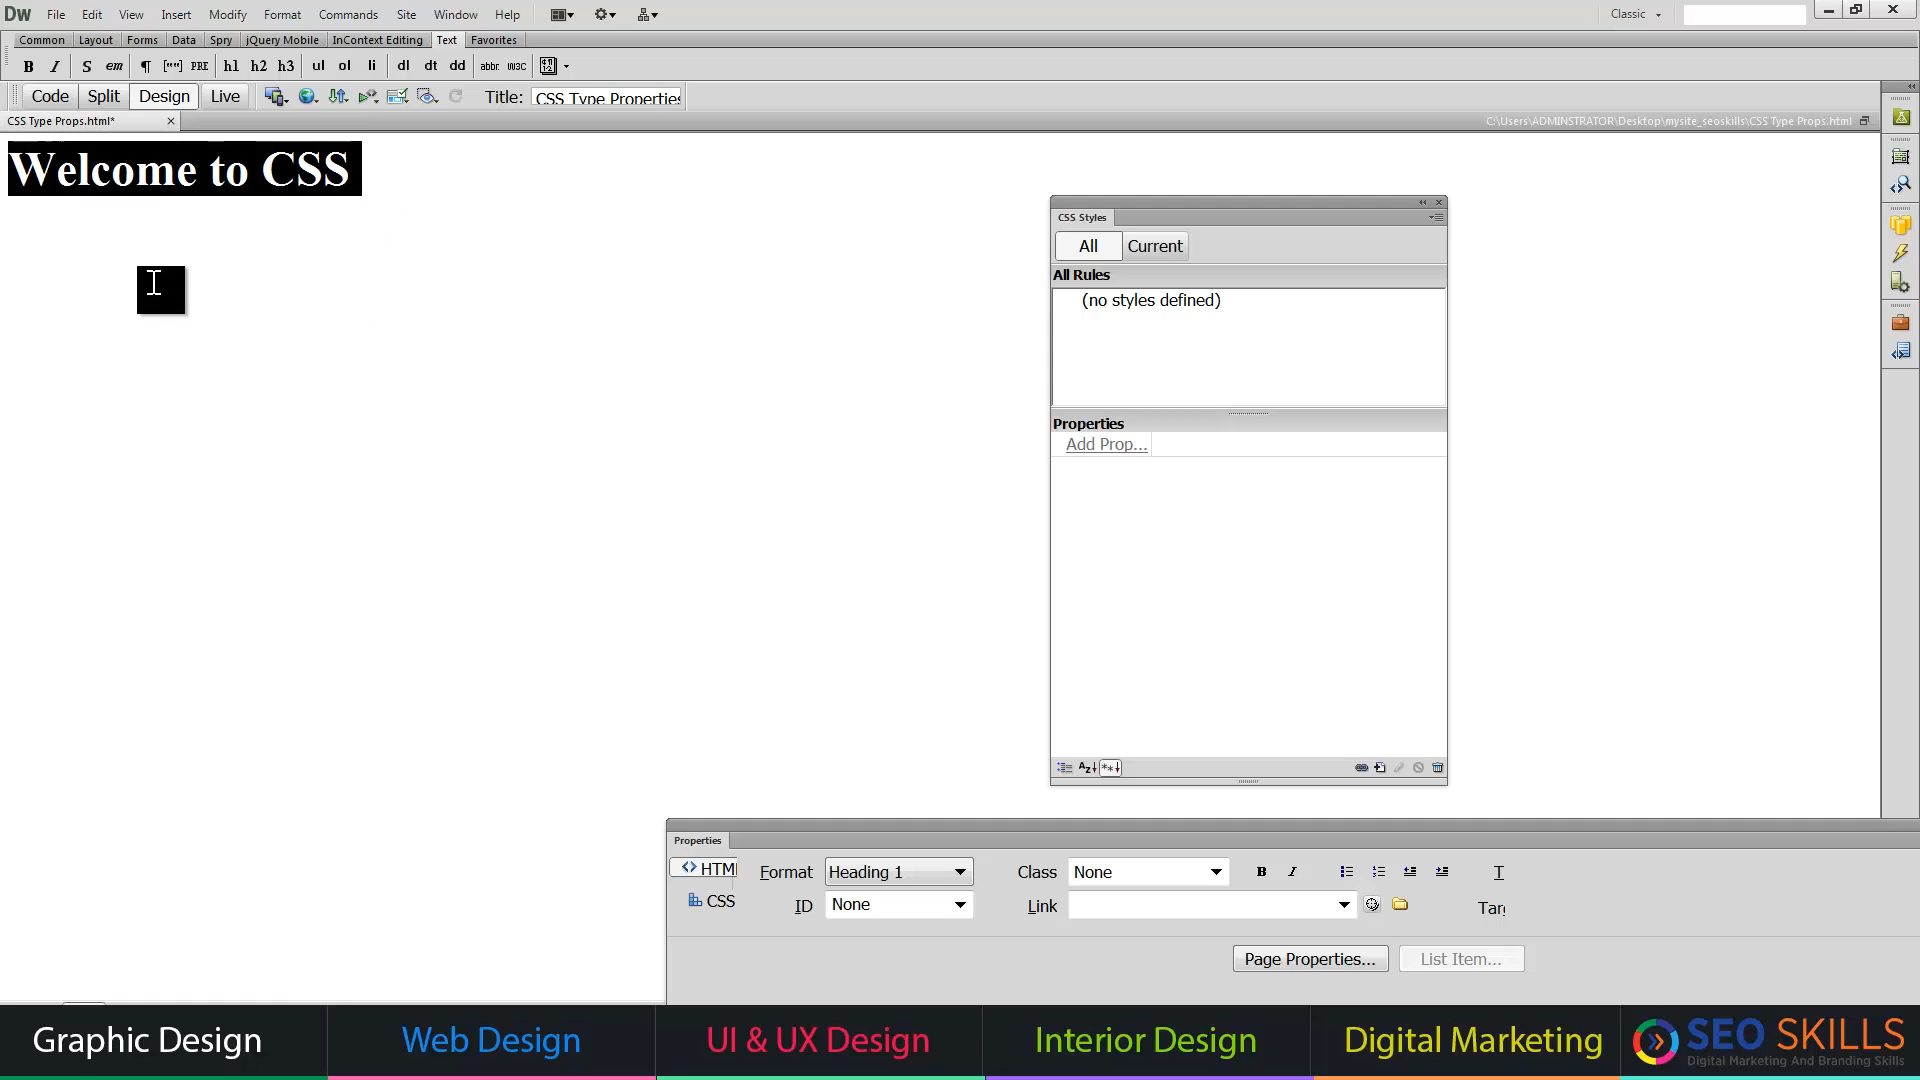 Dw File Edit View Insert Modify Format Commands Site Window Help Classic
Common Layout Forms Data Spry jQuery Mobile InContext Editing Text Favorites
B I S em ¶ [""] PRE h1 h2 h3 ul ol li dl dt dd abbr. W3C
Code Split Design Live Title: CSS Type Properties
CSS Type Props.html* C:\Users\ADMINSTRATOR\Desktop\mysite_seoskills\CSS Type Props.html
Welcome to CSS
CSS Styles
All Current
All Rules
(no styles defined)
Properties
Add Prop...
Properties
HTML Format Heading 1 Class None B I T
CSS ID None Link Tar
Page Properties... List Item...
Graphic Design Web Design UI & UX Design Interior Design Digital Marketing SEO SKILLS
Digital Marketing And Branding Skills